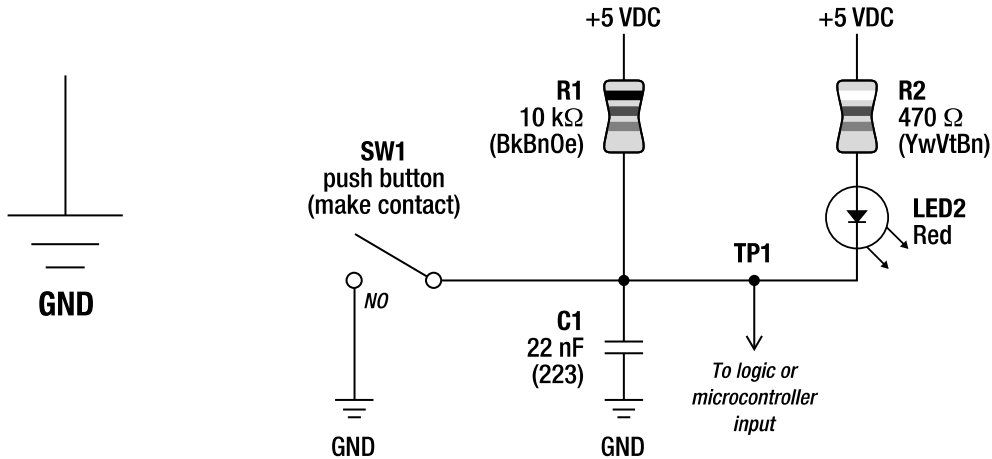 +5 VDC
+5 VDC
R1
10 kΩ
(BkBnOe)
R2
470 Ω
(YwVtBn)
SW1
push button
(make contact)
LED2
Red
TP1
NO
GND
C1
22 nF
(223)
To logic or
microcontroller
input
GND
GND